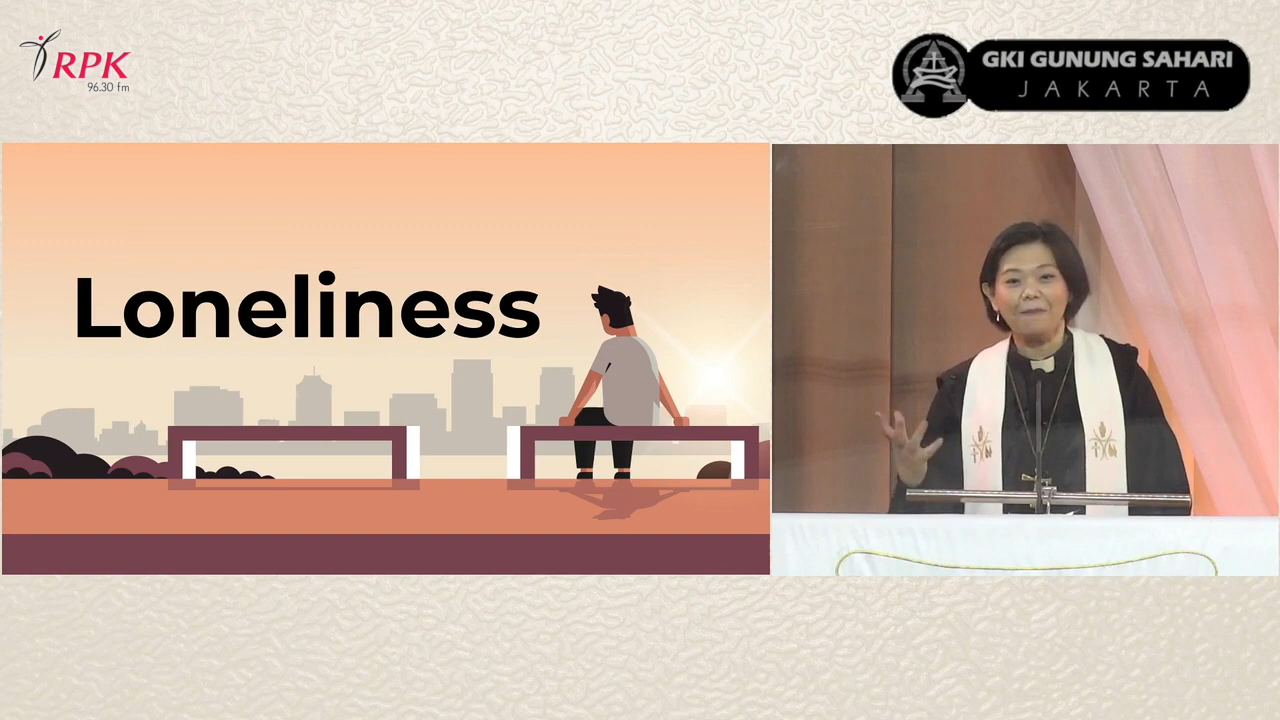 RPK
96.30 fm
GKI GUNUNG SAHARI
JAKARTA
Loneliness